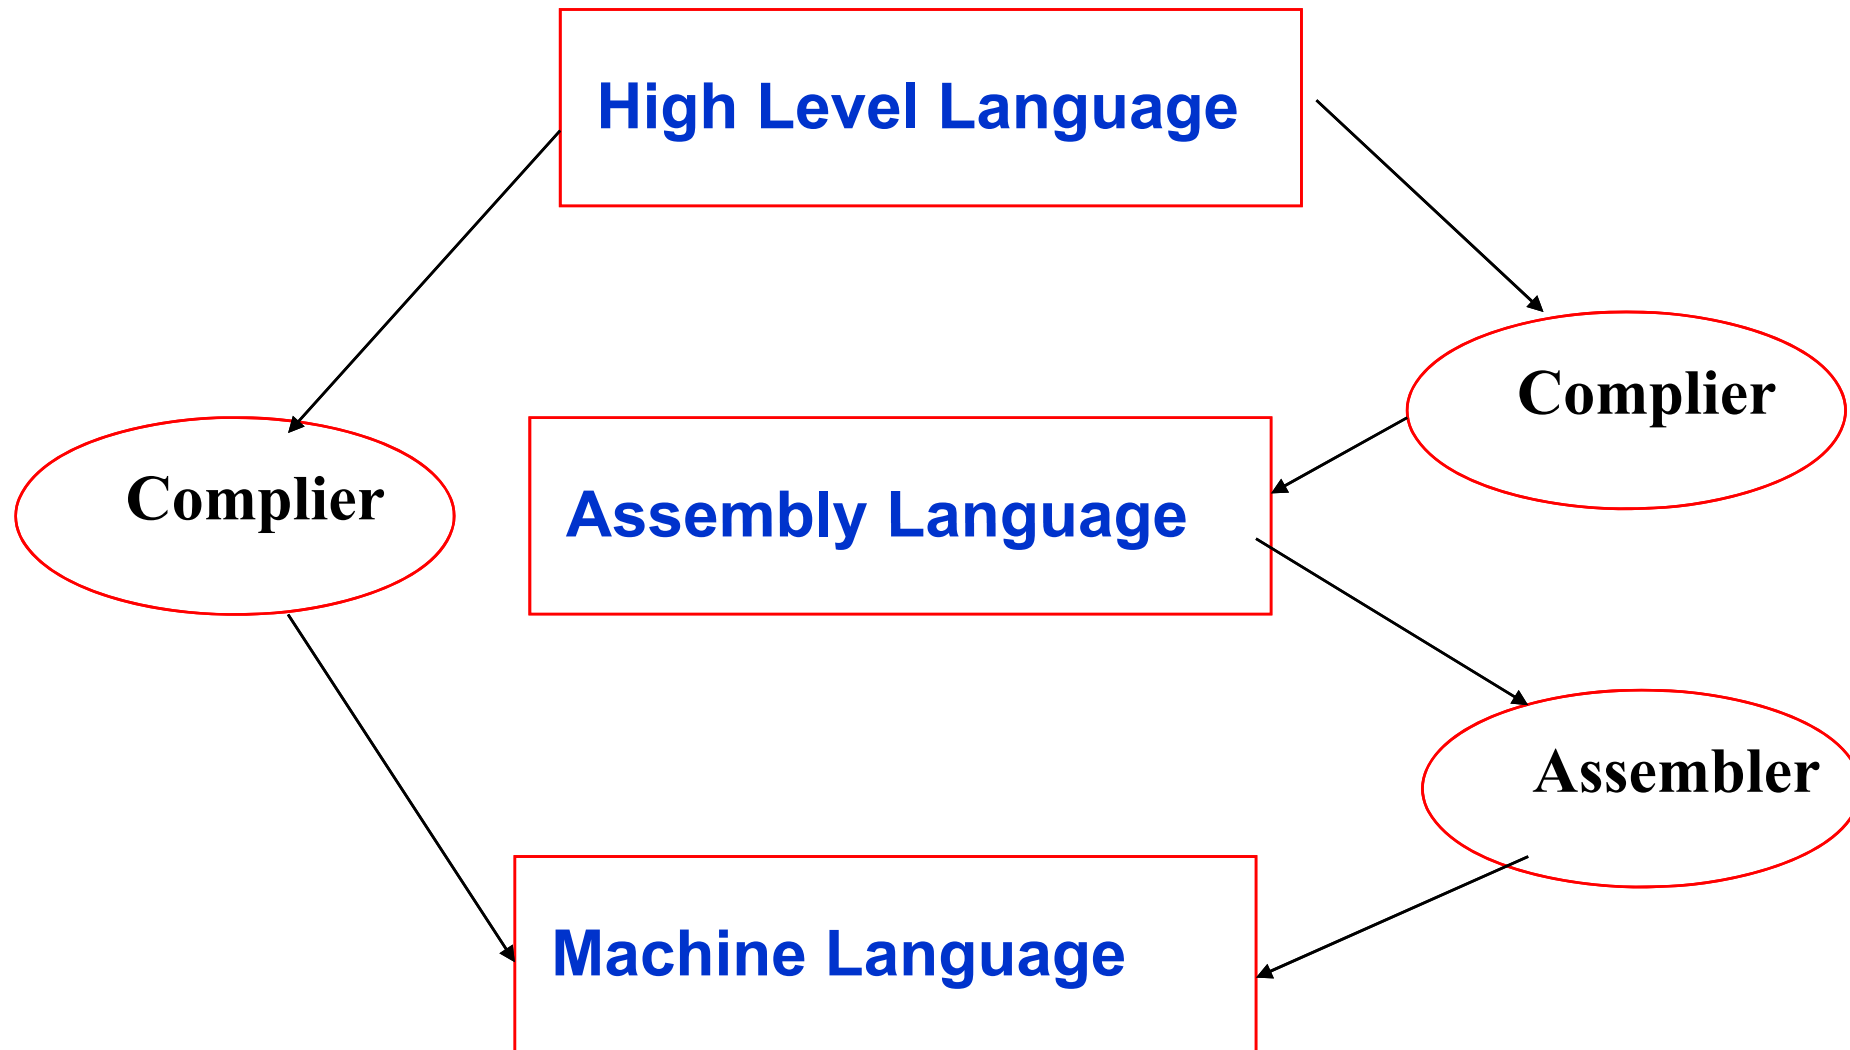 High Level Language
Complier
Complier
Assembly Language
Assembler
Machine Language